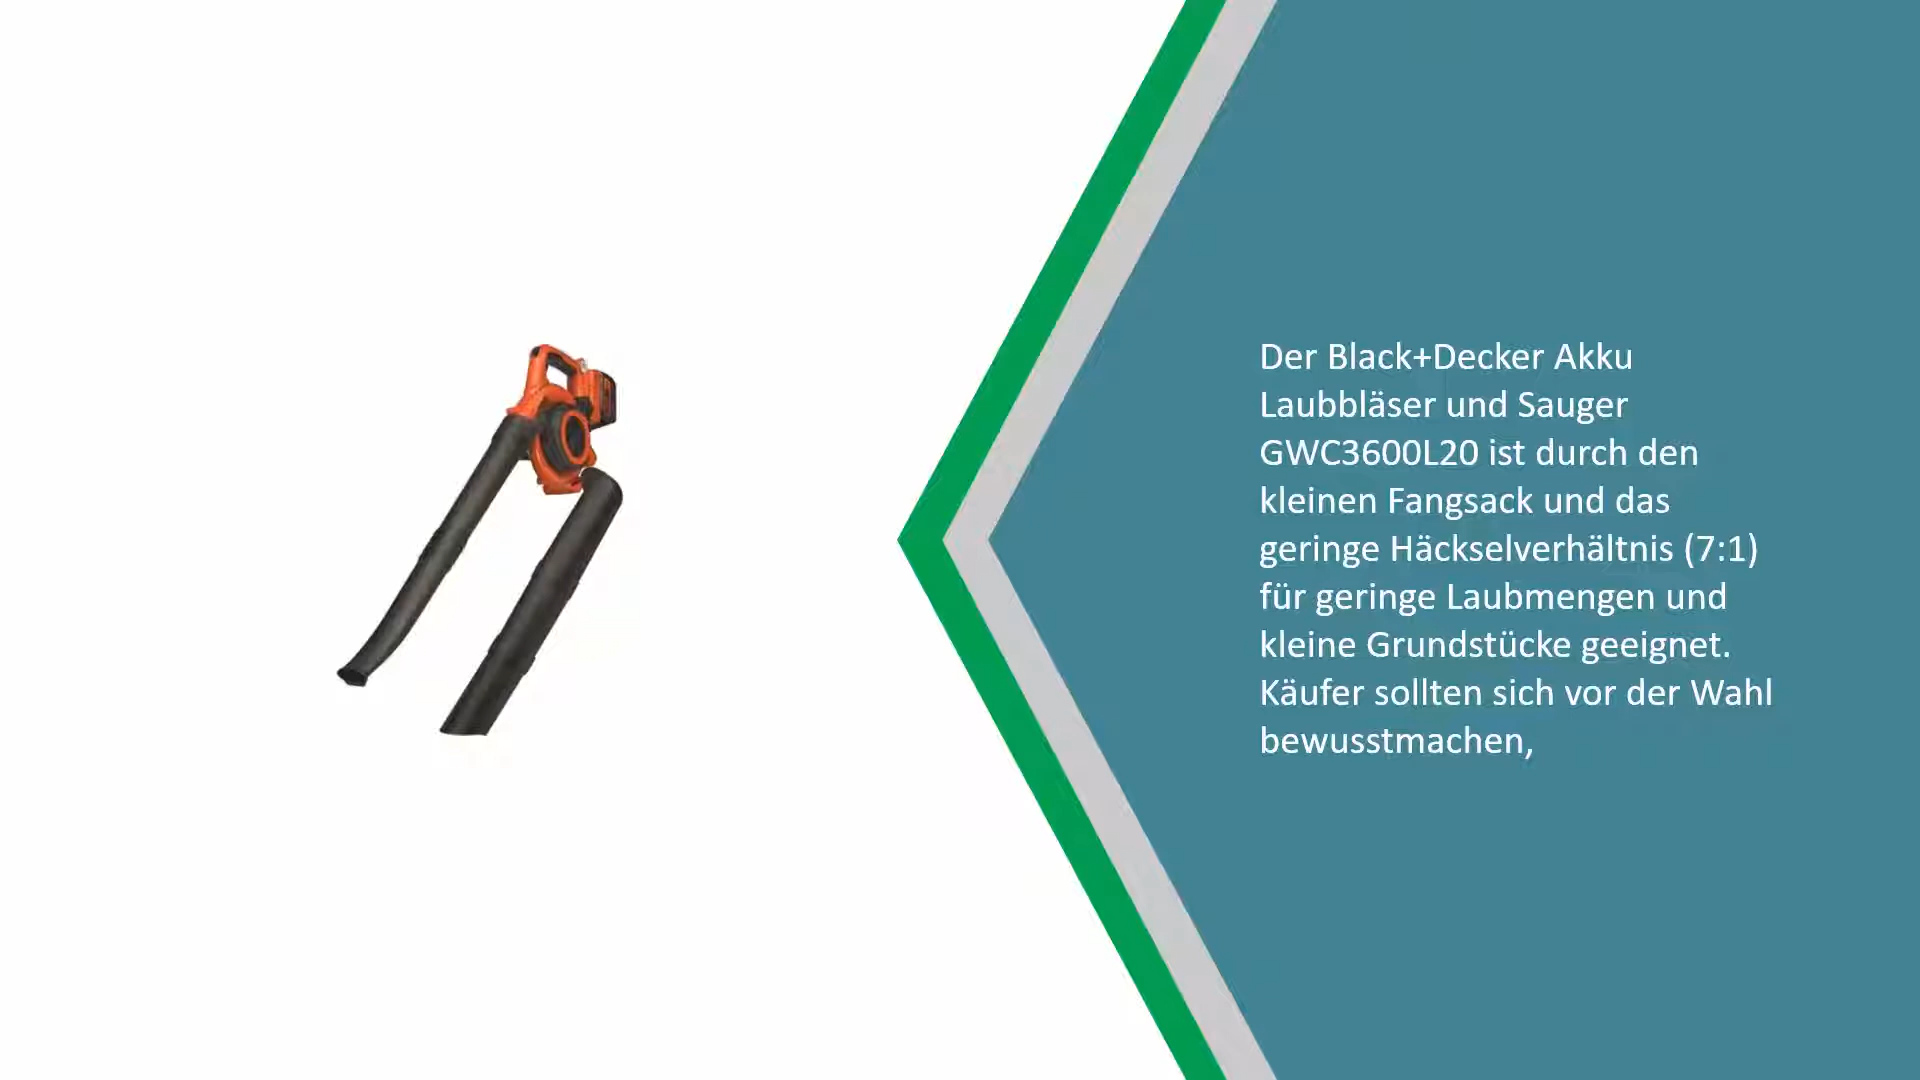 Der Black+Decker Akku
Laubbläser und Sauger
GWC3600L20 ist durch den
kleinen Fangsack und das
geringe Häckselverhältnis (7:1)
für geringe Laubmengen und
kleine Grundstücke geeignet.
Käufer sollten sich vor der Wahl
bewusstmachen,